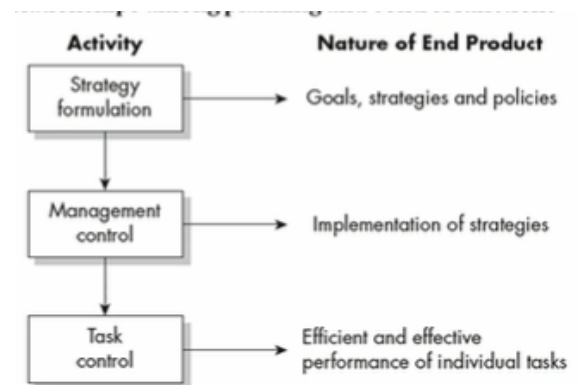 Activity
Nature of End Product
Strategy
formulation
Goals, strategies and policies
Management
control
Implementation of strategies
Task
control
Efficient and effective
performance of individual tasks